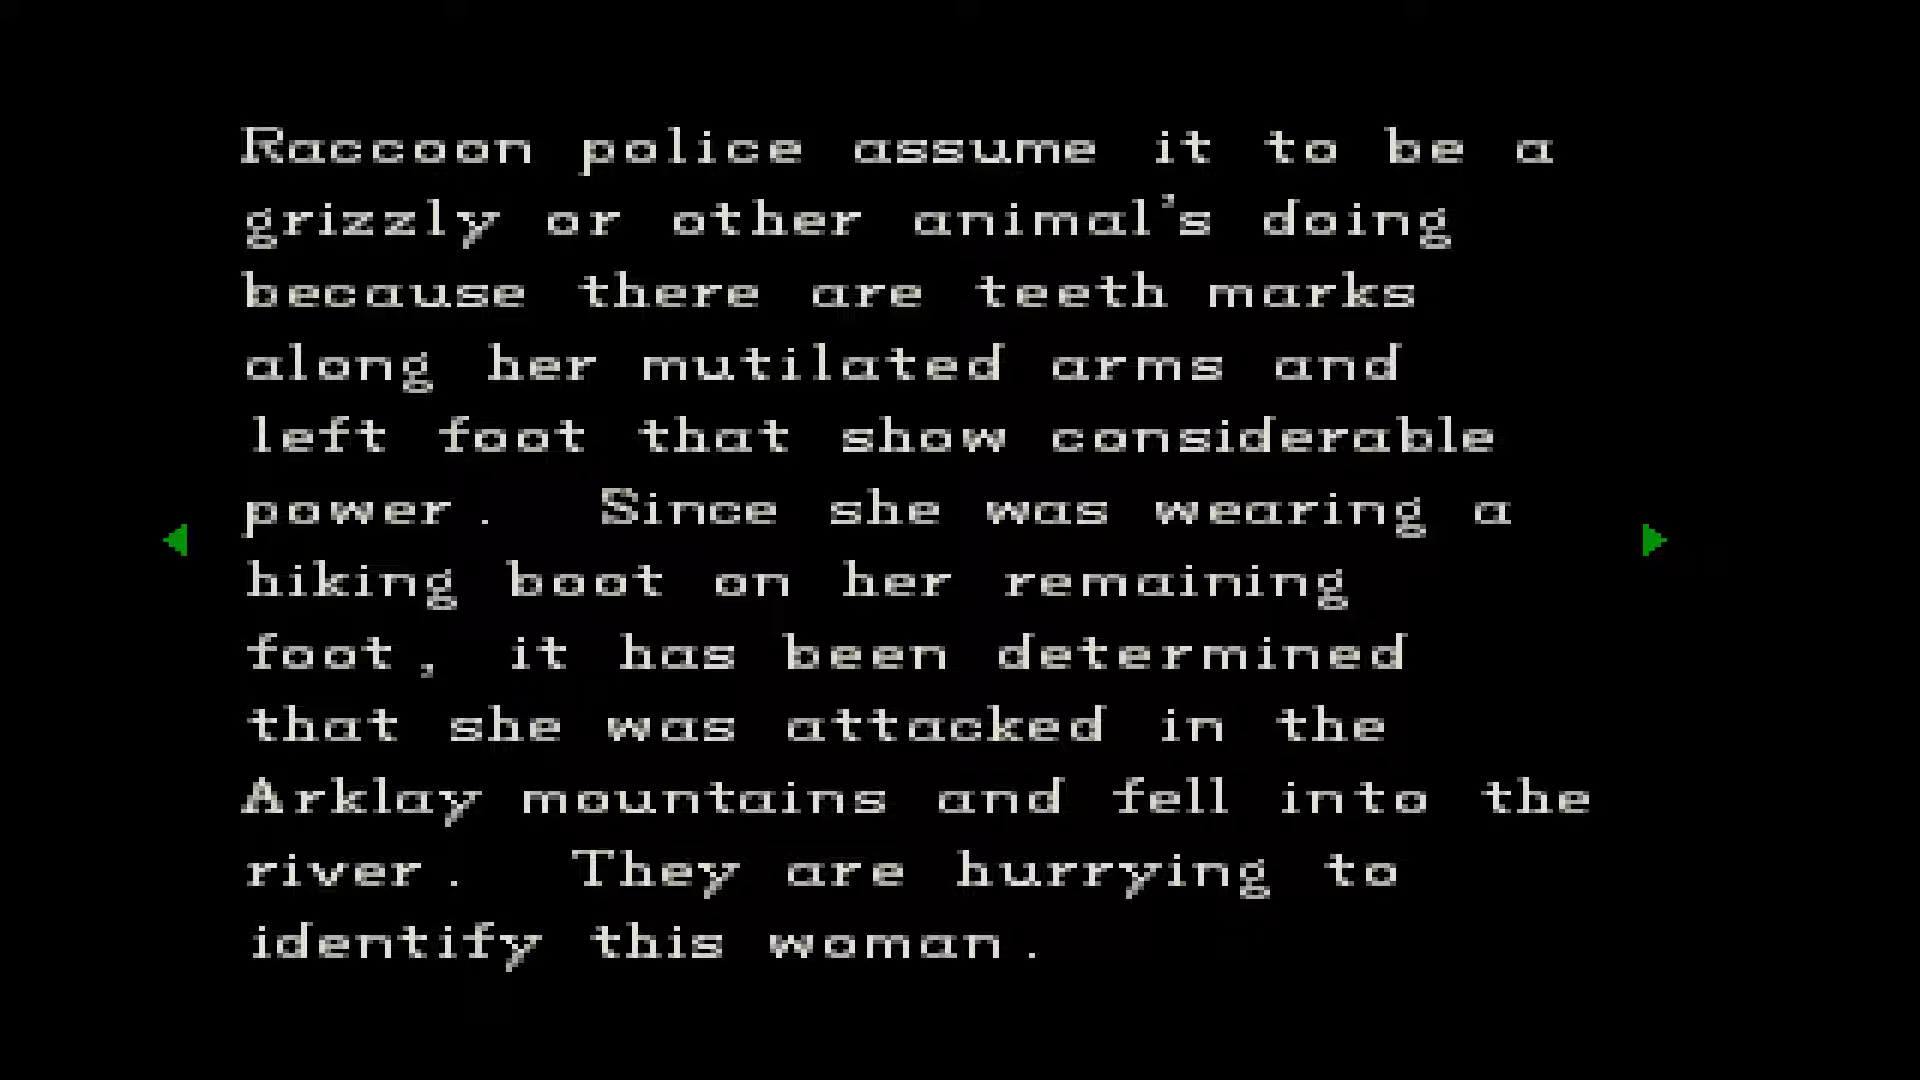 Raccoon police assume it to be a
grizzly or other animal's doing
because there are teeth marks
along her mutilated arms and
left foot that show considerable
power. Since she was wearing a
hiking boot on her remaining
foot, it has been determined
that she was attacked in the
Arklay mountains and fell into the
river. They are hurrying to
identify this woman.